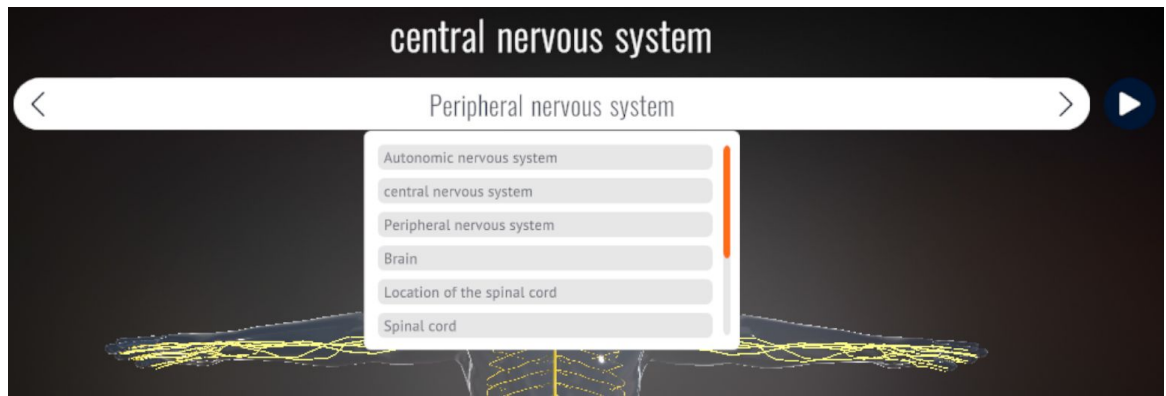 central nervous system
Peripheral nervous system
Autonomic nervous system
central nervous system
Peripheral nervous system
Brain
Location of the spinal cord
Spinal cord